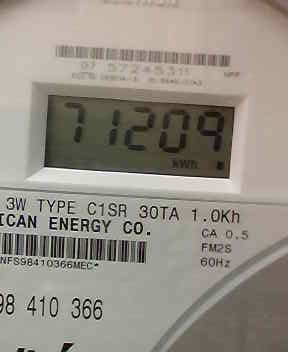 07 57245311
71209
kWh
3W TYPE C1SR 30TA 1.0Kh
ICAN ENERGY CO.
CA 0.5
FM2S
NFS98410366MEC*
60Hz
98 410 366